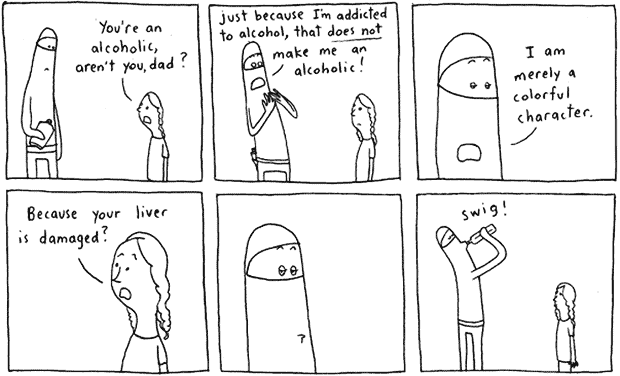 You're an
alcoholic,
aren't you, dad?
just because I'm addicted
to alcohol, that does not
make me an
alcoholic!
I am
merely a
colorful
character.
Because your liver
is damaged?
?
swig!